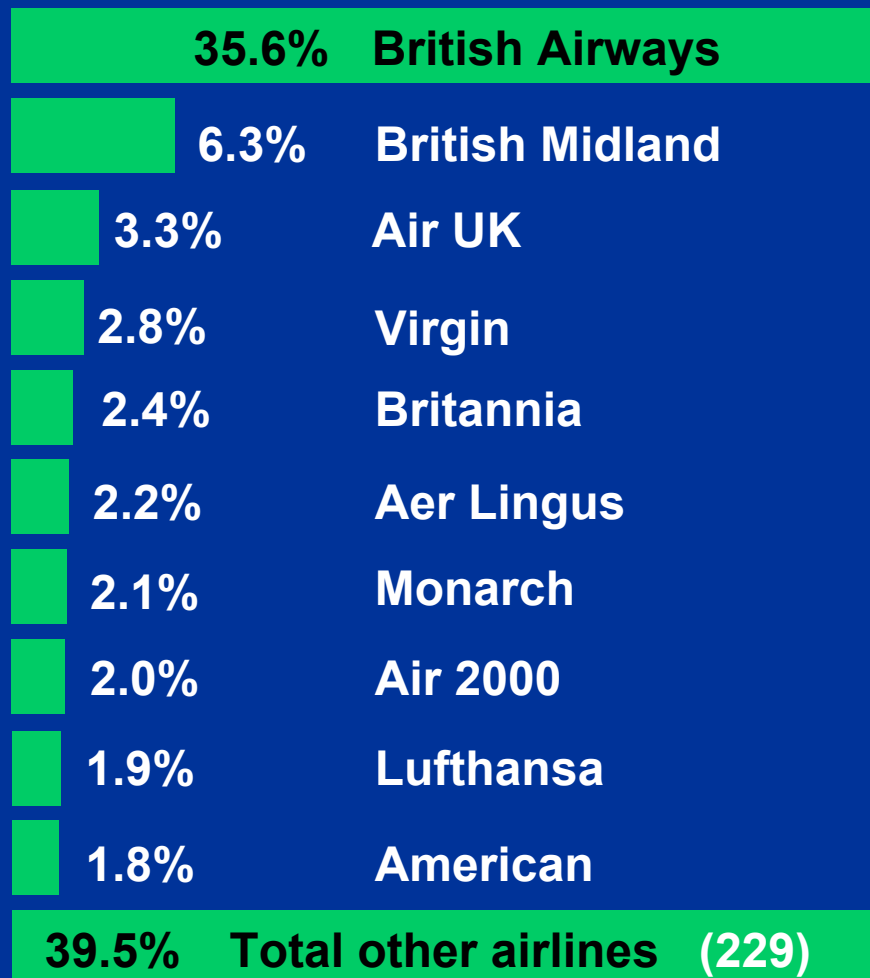 35.6% British Airways
6.3% British Midland
3.3% Air UK
2.8% Virgin
2.4% Britannia
2.2% Aer Lingus
2.1% Monarch
2.0% Air 2000
1.9% Lufthansa
1.8% American
39.5% Total other airlines (229)